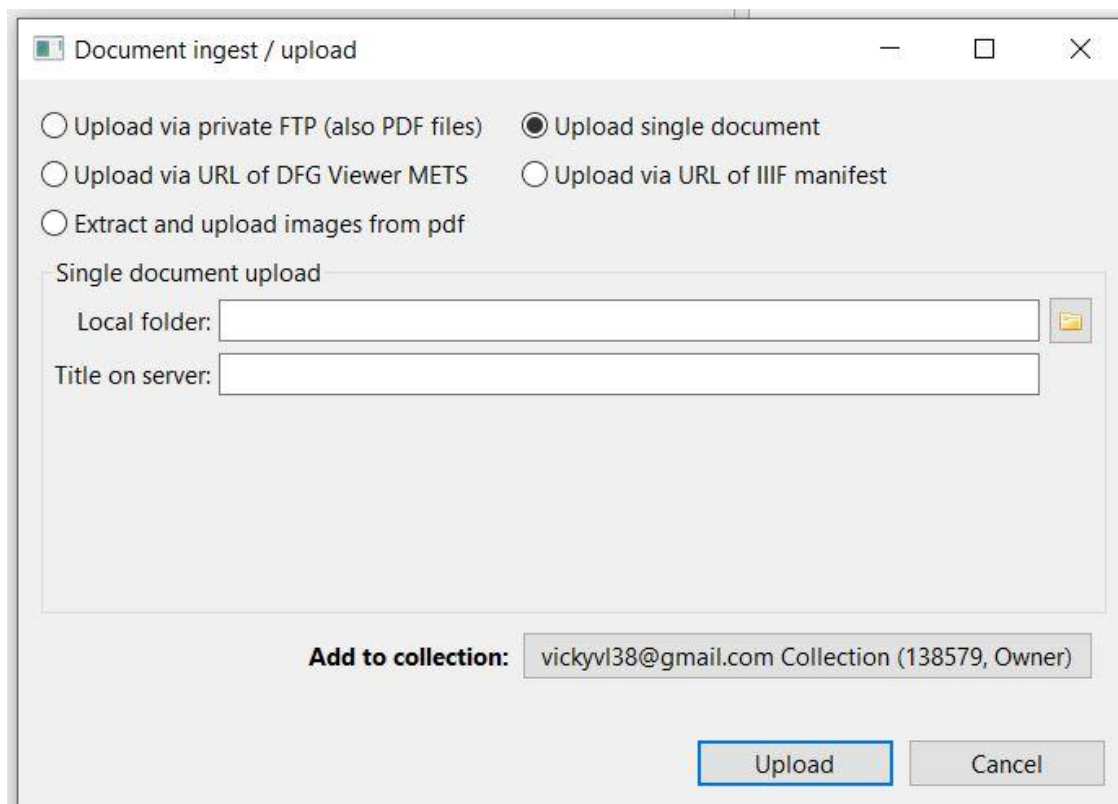 Document ingest / upload
Upload via private FTP (also PDF files) Upload single document
Upload via URL of DFG Viewer METS Upload via URL of IIIF manifest
Extract and upload images from pdf
Single document upload
Local folder:
Title on server:
Add to collection: vickyvl38@gmail.com Collection (138579, Owner)
Upload Cancel